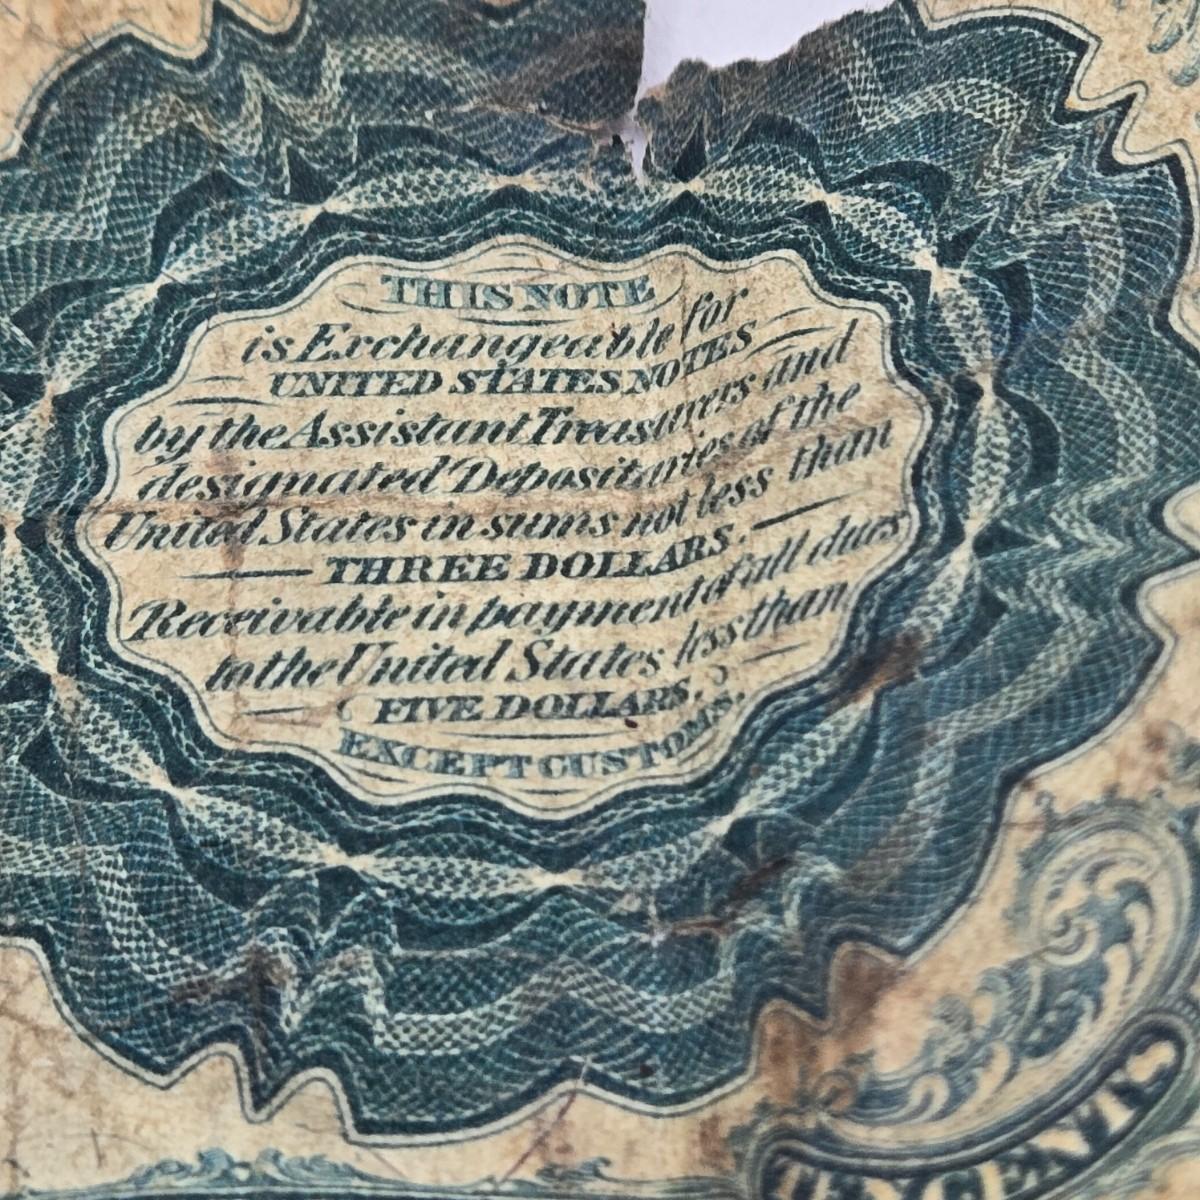 THIS NOTE
is Exchangeable for
UNITED STATES NOTES
by the Assistant Treasurers and
designated Depositaries of the
United States in sums not less than
THREE DOLLARS.
Receivable in payment of all dues
to the United States less than
FIVE DOLLARS.
EXCEPT CUSTOMS.
TEN CENTS